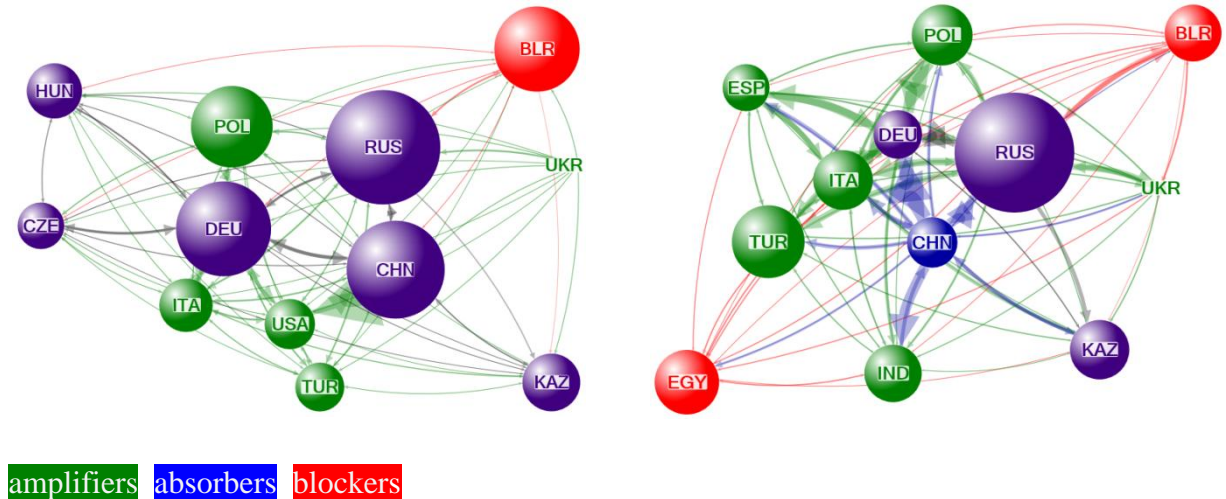 BLR
HUN
POL
RUS
UKR
CZE
DEU
CHN
ITA
USA
TUR
KAZ
POL
BLR
ESP
DEU
RUS
ITA
UKR
TUR
CHN
KAZ
EGY
IND
amplifiers absorbers blockers